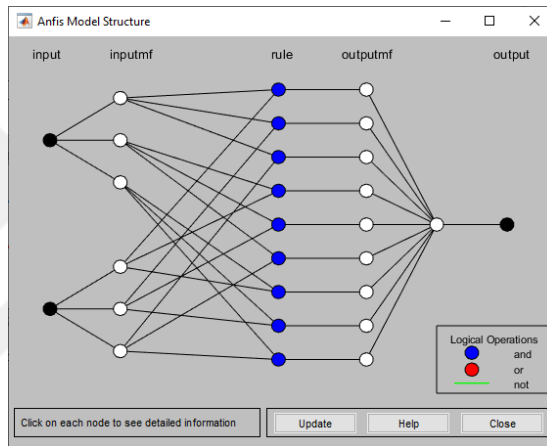 Anfis Model Structure
input inputmf rule outputmf output
Logical Operations
and
or
not
Click on each node to see detailed information
Update Help Close